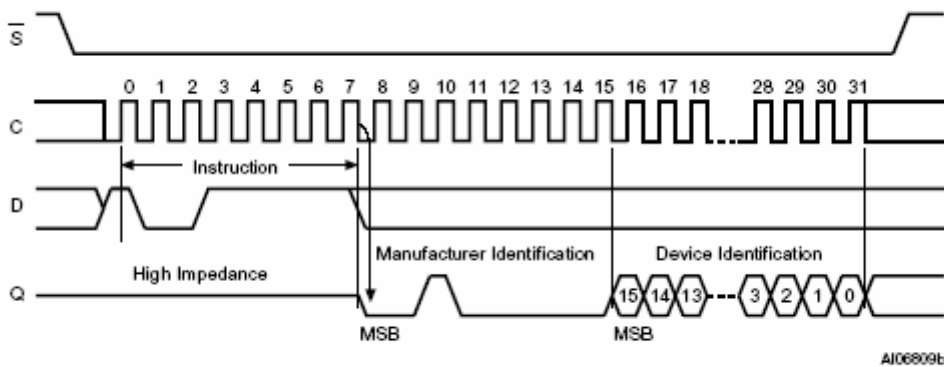 S
0 1 2 3 4 5 6 7 8 9 10 11 12 13 14 15 16 17 18 28 29 30 31
C
Instruction
D
Manufacturer Identification Device Identification
High Impedance
Q
15 14 13 3 2 1 0
MSB MSB
AI06809b